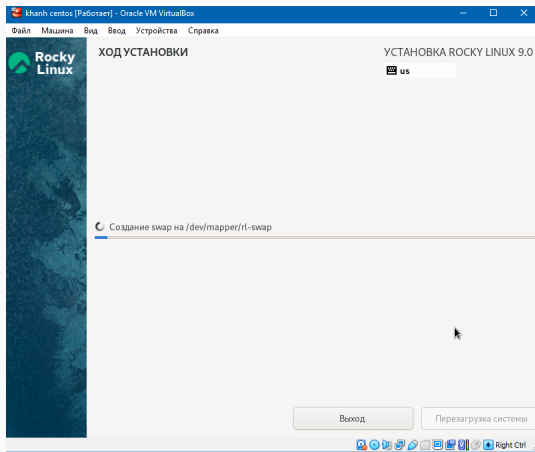 khanh centos [Работает] - Oracle VM VirtualBox
Файл Машина Вид Ввод Устройства Справка
Rocky
Linux
ХОД УСТАНОВКИ
УСТАНОВКА ROCKY LINUX 9.0
us
Создание swap на /dev/mapper/rl-swap
Выход
Перезагрузка системы
Right Ctrl